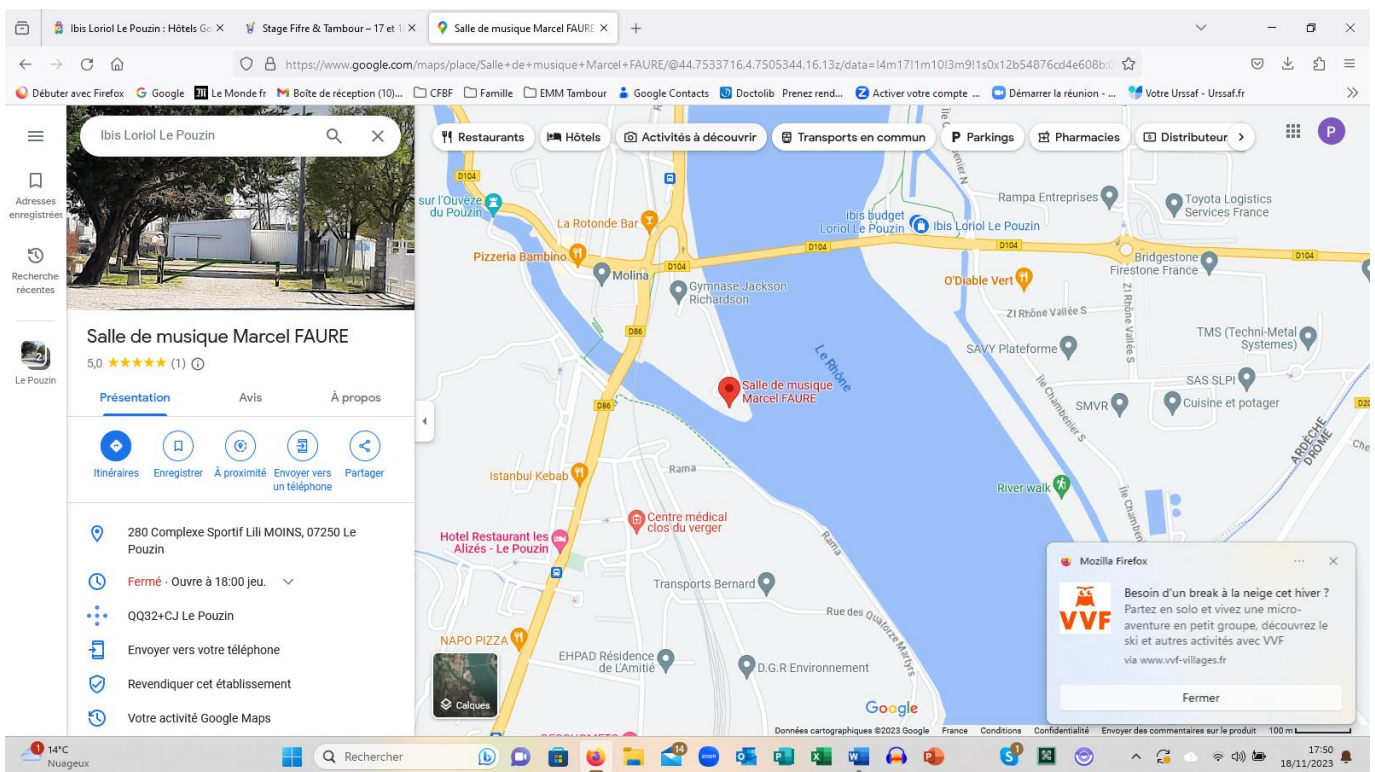 Ibis Loriol Le Pouzin : Hôtels Go
Stage Fifre & Tambour – 17 et 1
Salle de musique Marcel FAURE
https://www.google.com/maps/place/Salle+de+musique+Marcel+FAURE/@44.7533716,4.7505344,16.13z/data=!4m17!1m10!3m9!1s0x12b54876cd4e608b:0
Débuter avec Firefox
Google
Le Monde fr
Boîte de réception (10)...
CFBF
Famille
EMM Tambour
Google Contacts
Doctolib Prenez rend...
Activer votre compte ...
Démarrer la réunion - ...
Votre Urssaf - Urssaf.fr
Ibis Loriol Le Pouzin
Restaurants
Hôtels
Activités à découvrir
Transports en commun
Parkings
Pharmacies
Distributeur
P
Adresses
enregistrées
Recherche
récentes
Le Pouzin
Salle de musique Marcel FAURE
5,0 ★★★★★ (1)
Présentation
Avis
À propos
Itinéraires
Enregistrer
À proximité
Envoyer vers
un téléphone
Partager
280 Complexe Sportif Lili MOINS, 07250 Le
Pouzin
Fermé · Ouvre à 18:00 jeu.
QQ32+CJ Le Pouzin
Envoyer vers votre téléphone
Revendiquer cet établissement
Votre activité Google Maps
D104
sur l'Ouvèze
du Pouzin
La Rotonde Bar
Pizzeria Bambino
Molina
D104
Gymnase Jackson
Richardson
D86
D104
ibis budget
Loriol Le Pouzin
Ibis Loriol Le Pouzin
D104
Rampa Entreprises
Toyota Logistics
Services France
Bridgestone
Firestone France
D104
O'Diable Vert
ZI Rhône Vallée S
ZI Rhône Vallée S
TMS (Techni-Metal
Systemes)
SAVY Plateforme
Le Rhône
Salle de musique
Marcel FAURE
SAS SLPI
SMVR
Cuisine et potager
D20
Île Chambenier S
ARDÈCHE
DRÔME
Che
D86
Istanbul Kebab
Rama
River walk
Île Chamben
Centre médical
clos du verger
Hotel Restaurant les
Alizés - Le Pouzin
Rama
Transports Bernard
Rue des Quatorze Martyrs
NAPO PIZZA
EHPAD Résidence
de L'Amitié
D.G.R Environnement
Calques
Google
Mozilla Firefox
VVF
Besoin d'un break à la neige cet hiver ?
Partez en solo et vivez une micro-
aventure en petit groupe, découvrez le
ski et autres activités avec VVF
via www.vvf-villages.fr
Fermer
Données cartographiques ©2023 Google
France
Conditions
Confidentialité
Envoyer des commentaires sur le produit
100 m
1
14°C
Nuageux
Rechercher
14
zoom
1
17:50
18/11/2023